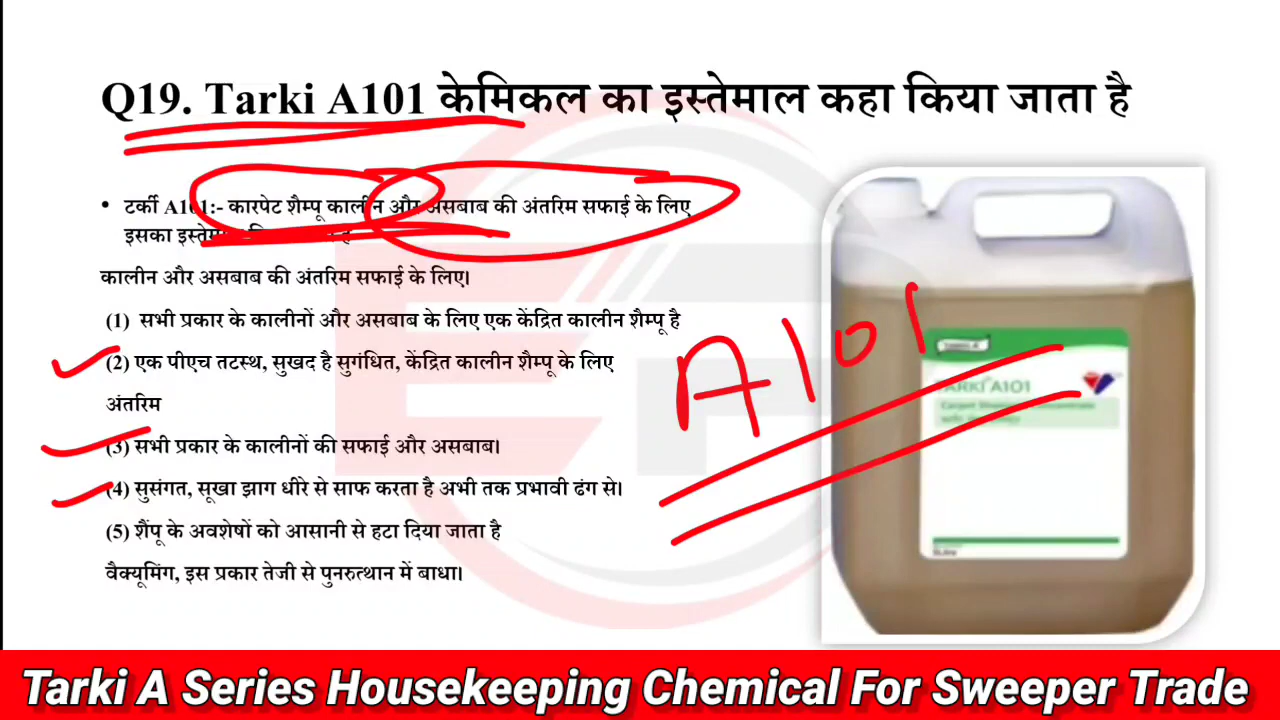 Q19. Tarki A101 केमिकल का इस्तेमाल कहा किया जाता है
• टर्की A101:- कारपेट शैम्पू कालीन और असबाब की अंतरिम सफाई के लिए
इसका है
कालीन और असबाब की अंतरिम सफाई के लिए।
(1) सभी प्रकार के कालीनों और असबाब के लिए एक केंद्रित कालीन शैम्पू है
(2) एक पीएच तटस्थ, सुखद है सुगंधित, केंद्रित कालीन शैम्पू के लिए
अंतरिम
(3) सभी प्रकार के कालीनों की सफाई और असबाब।
(4) सुसंगत, सूखा झाग धीरे से साफ करता है अभी तक प्रभावी ढंग से।
(5) शैंपू के अवशेषों को आसानी से हटा दिया जाता है
वैक्यूमिंग, इस प्रकार तेजी से पुनरुत्थान में बाधा।
A101
TARKI A101
Tarki A Series Housekeeping Chemical For Sweeper Trade